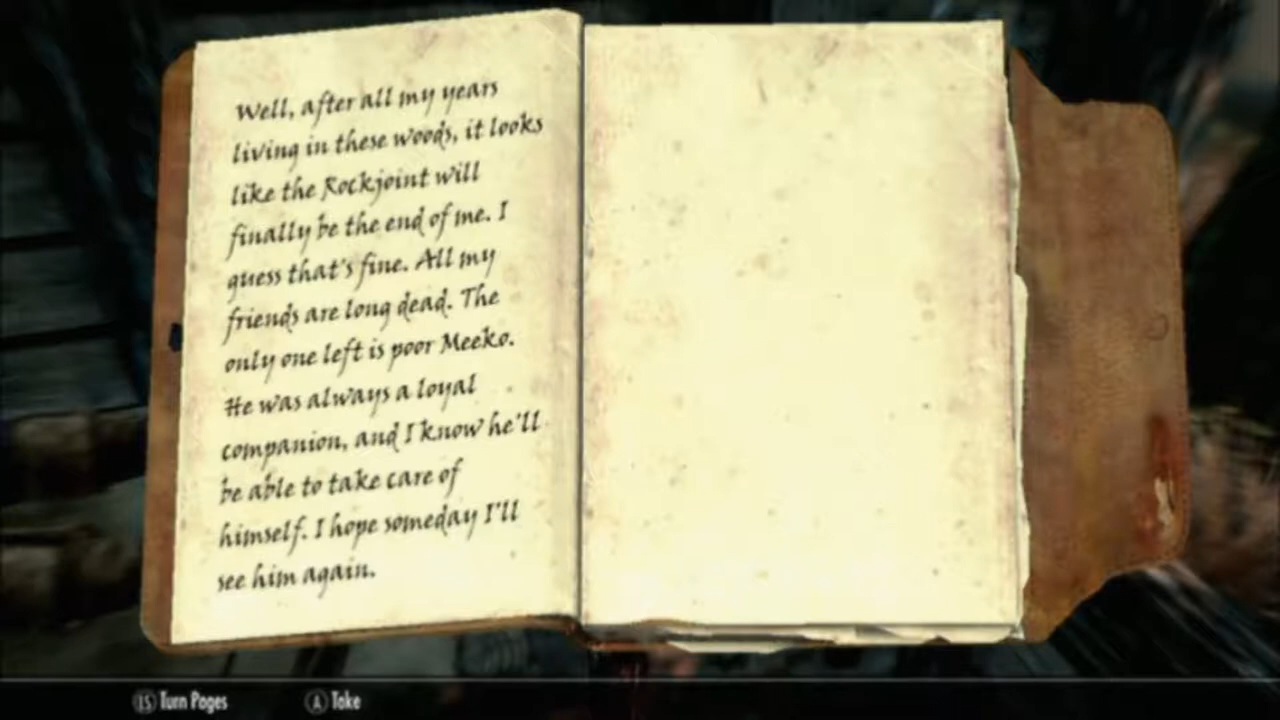 Well, after all my years
living in these woods, it looks
like the Rockjoint will
finally be the end of me. I
guess that's fine. All my
friends are long dead. The
only one left is poor Meeko.
He was always a loyal
companion, and I know he'll
be able to take care of
himself. I hope someday I'll
see him again.
LS Turn Pages A Take